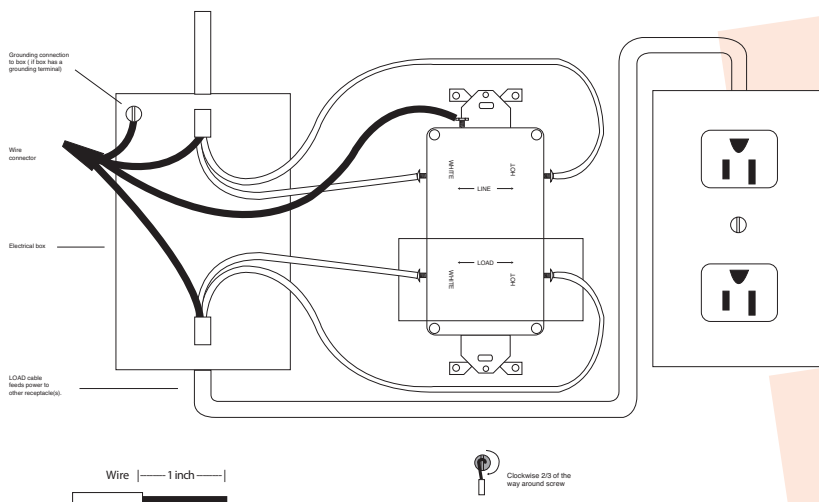 Grounding connection
to box ( if box has a
grounding terminal)
Wire
connector
Electrical box
LOAD cable
feeds power to
other receptacle(s).
WHITE
HOT
LINE
LOAD
WHITE
HOT
Wire
1 inch
Clockwise 2/3 of the
way around screw